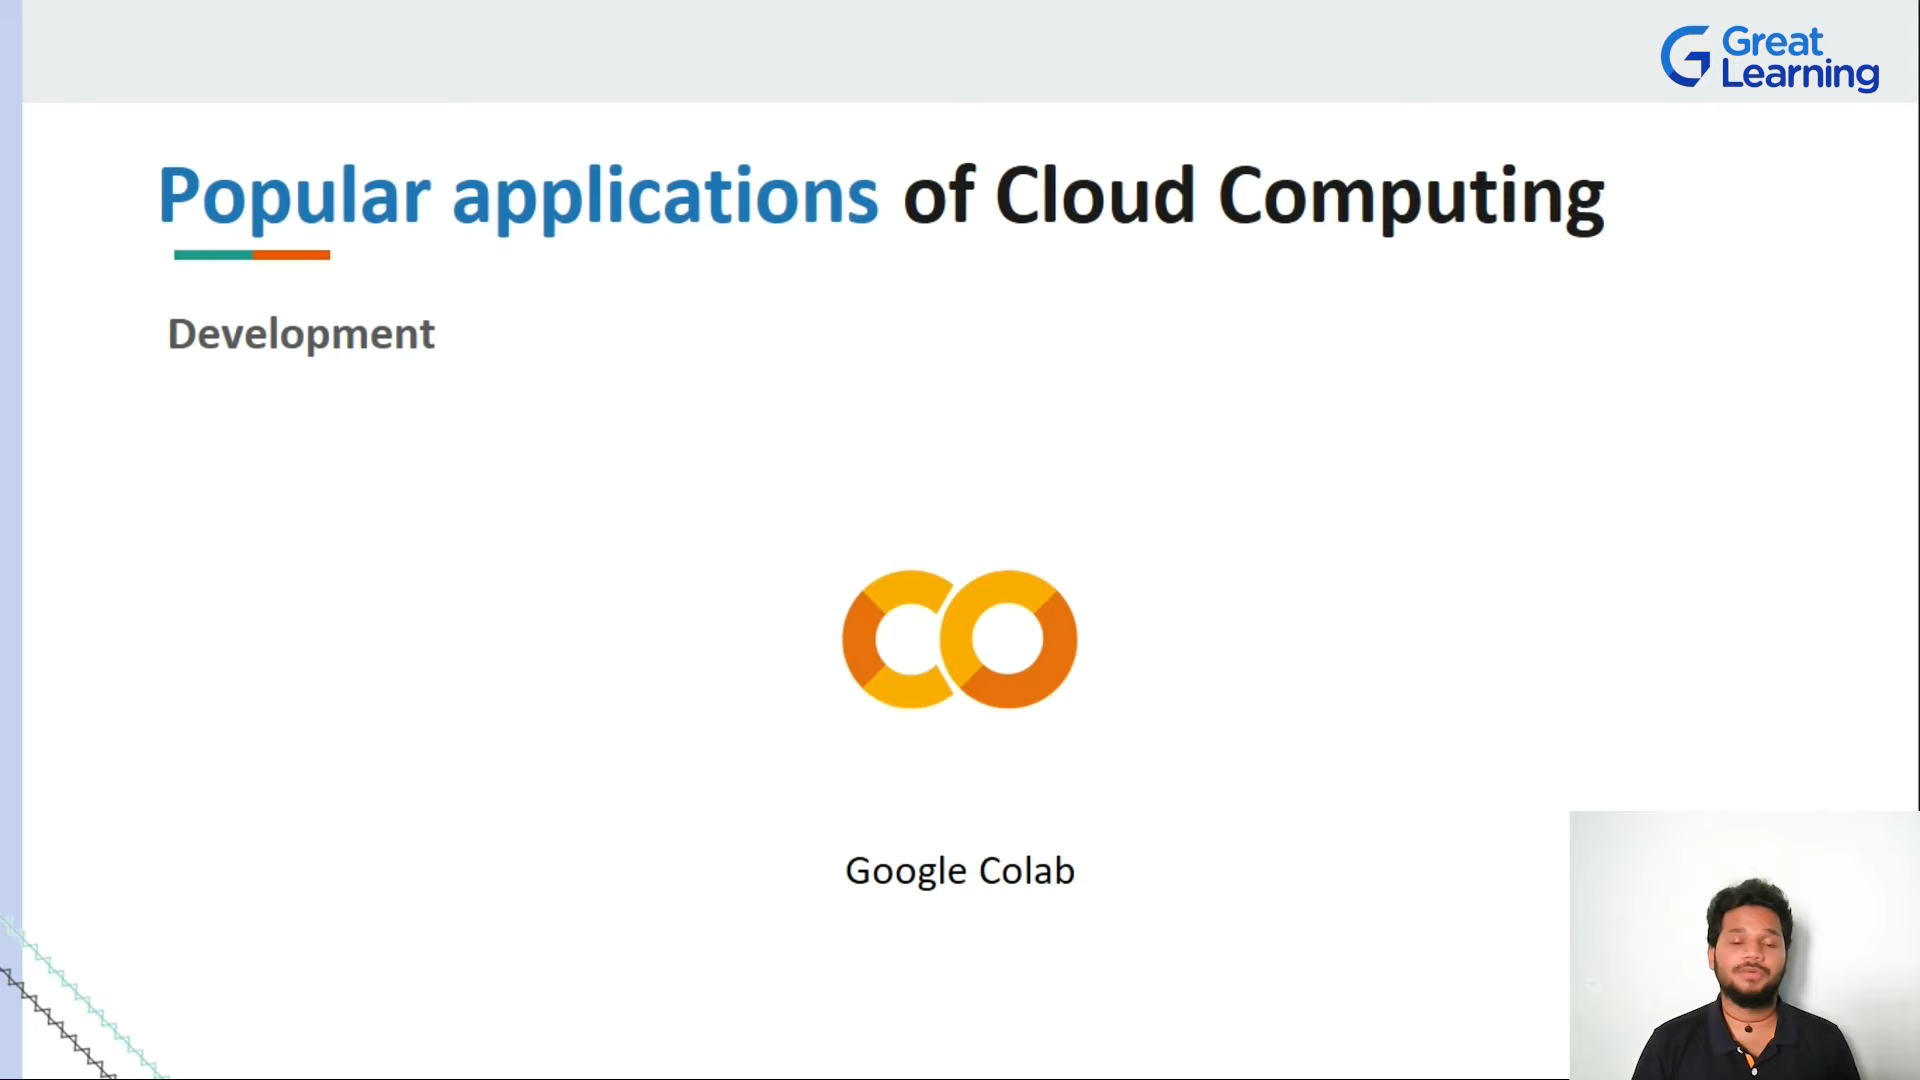 Great
Learning
Popular applications of Cloud Computing
Development
Google Colab